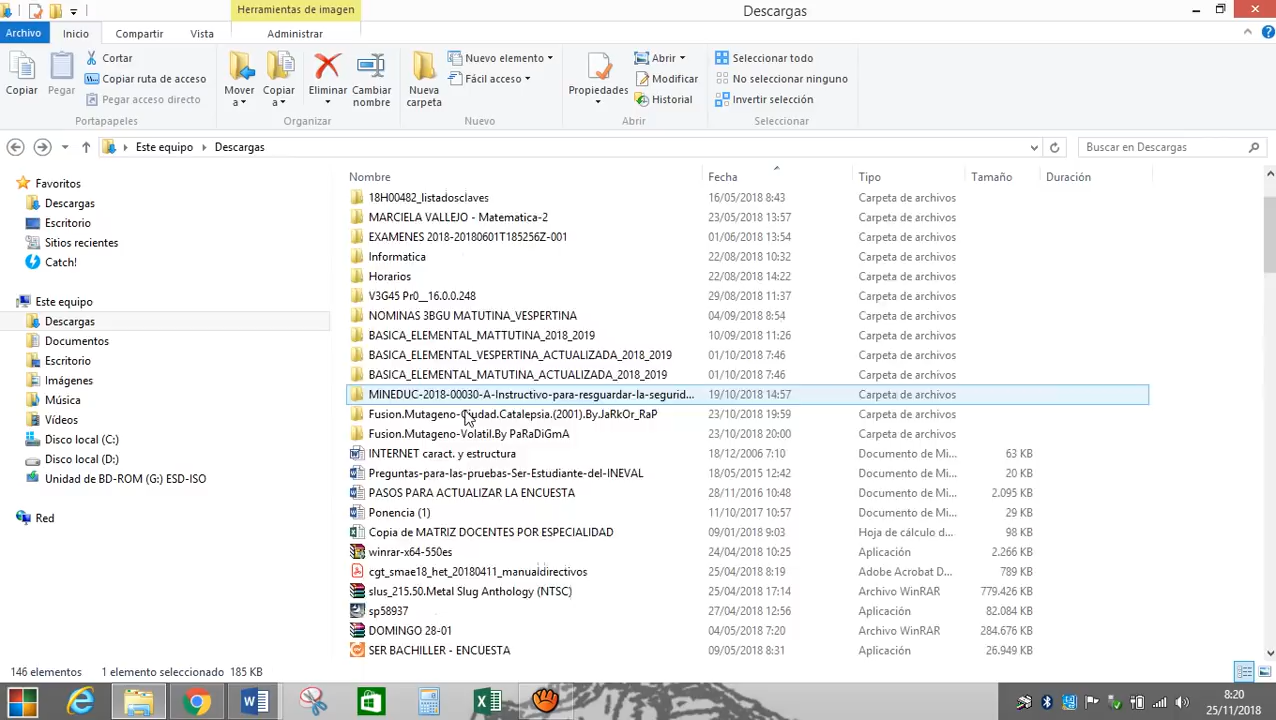 Herramientas de imagen
Descargas
Archivo Inicio Compartir Vista Administrar
Copiar
Pegar
Cortar
Copiar ruta de acceso
Pegar acceso directo
Mover a
Copiar a
Eliminar
Cambiar nombre
Nueva carpeta
Nuevo elemento
Fácil acceso
Propiedades
Abrir
Modificar
Historial
Seleccionar todo
No seleccionar ninguno
Invertir selección
Portapapeles Organizar Nuevo Abrir Seleccionar
Este equipo Descargas
Buscar en Descargas
Favoritos
Descargas
Escritorio
Sitios recientes
Catch!
Este equipo
Descargas
Documentos
Escritorio
Imágenes
Música
Vídeos
Disco local (C:)
Disco local (D:)
Unidad de BD-ROM (G:) ESD-ISO
Red
Nombre Fecha Tipo Tamaño Duración
18H00482_listadosclaves 16/05/2018 8:43 Carpeta de archivos
MARCIELA VALLEJO - Matematica-2 23/05/2018 13:57 Carpeta de archivos
EXAMENES 2018-20180601T185256Z-001 01/06/2018 13:54 Carpeta de archivos
Informatica 22/08/2018 10:32 Carpeta de archivos
Horarios 22/08/2018 14:22 Carpeta de archivos
V3G45 Pr0__16.0.0.248 29/08/2018 11:37 Carpeta de archivos
NOMINAS 3BGU MATUTINA_VESPERTINA 04/09/2018 8:54 Carpeta de archivos
BASICA_ELEMENTAL_MATTUTINA_2018_2019 10/09/2018 11:26 Carpeta de archivos
BASICA_ELEMENTAL_VESPERTINA_ACTUALIZADA_2018_2019 01/10/2018 7:46 Carpeta de archivos
BASICA_ELEMENTAL_MATUTINA_ACTUALIZADA_2018_2019 01/10/2018 7:46 Carpeta de archivos
MINEDUC-2018-00030-A-Instructivo-para-resguardar-la-segurid... 19/10/2018 14:57 Carpeta de archivos
Fusion.Mutageno-Ciudad.Catalepsia.(2001).By.JaRkOr_RaP 23/10/2018 19:59 Carpeta de archivos
Fusion.Mutageno-Volatil.By PaRaDiGmA 23/10/2018 20:00 Carpeta de archivos
INTERNET caract. y estructura 18/12/2006 7:10 Documento de Mi... 63 KB
Preguntas-para-las-pruebas-Ser-Estudiante-del-INEVAL 18/05/2015 12:42 Documento de Mi... 20 KB
PASOS PARA ACTUALIZAR LA ENCUESTA 28/11/2016 10:48 Documento de Mi... 2.095 KB
Ponencia (1) 11/10/2017 10:57 Documento de Mi... 29 KB
Copia de MATRIZ DOCENTES POR ESPECIALIDAD 09/01/2018 9:03 Hoja de cálculo d... 98 KB
winrar-x64-550es 24/04/2018 10:25 Aplicación 2.266 KB
cgt_smae18_het_20180411_manualdirectivos 25/04/2018 8:19 Adobe Acrobat D... 789 KB
slus_215.50.Metal Slug Anthology (NTSC) 25/04/2018 17:14 Archivo WinRAR 779.426 KB
sp58937 27/04/2018 12:56 Aplicación 82.084 KB
DOMINGO 28-01 04/05/2018 7:20 Archivo WinRAR 284.676 KB
SER BACHILLER - ENCUESTA 09/05/2018 8:31 Aplicación 26.949 KB
146 elementos 1 elemento seleccionado 185 KB
8:20
25/11/2018